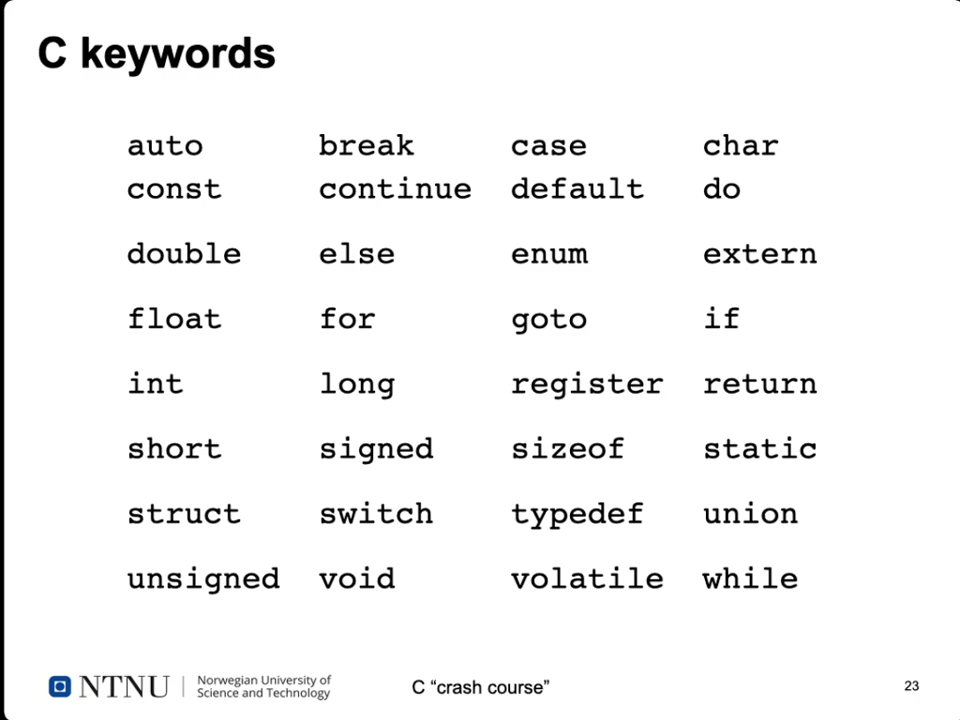 C keywords
auto break case char
const continue default do
double else enum extern
float for goto if
int long register return
short signed sizeof static
struct switch typedef union
unsigned void volatile while
NTNU
Norwegian University of
Science and Technology
C “crash course”
23